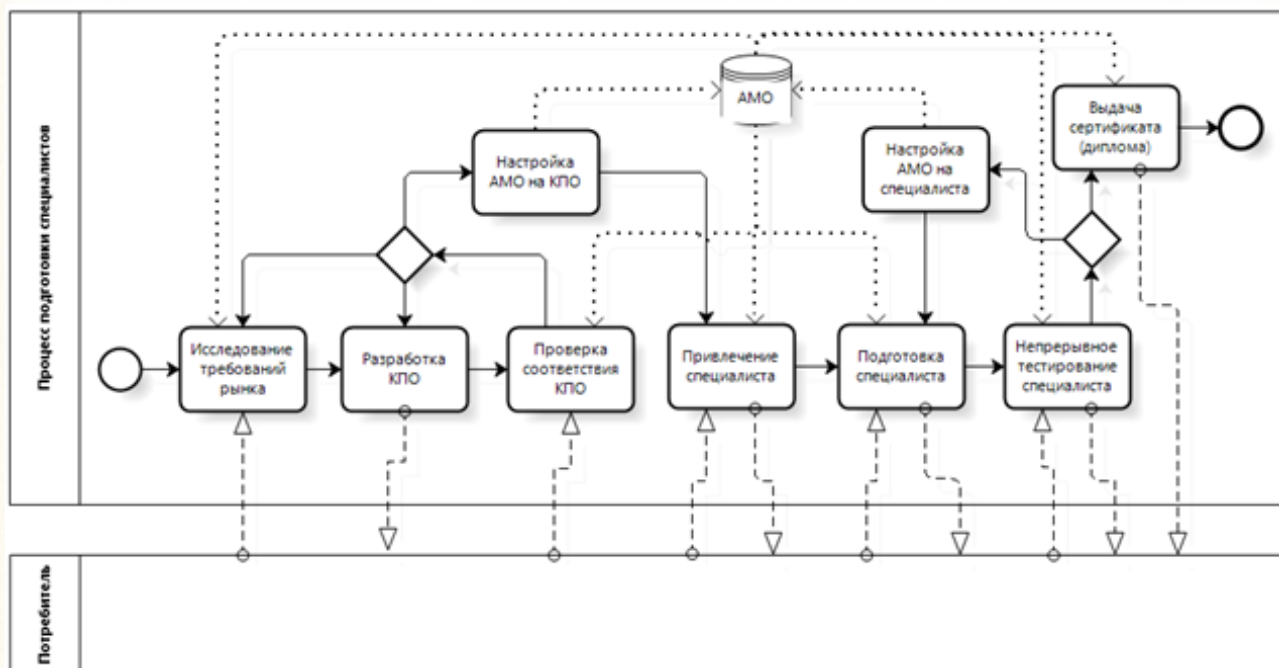 Процесс подготовки специалистов
АМО
Выдача
сертификата
(диплома)
Настройка
АМО на КПО
Настройка
АМО на
специалиста
Исследование
требований
рынка
Разработка
КПО
Проверка
соответствия
КПО
Привлечение
специалиста
Подготовка
специалиста
Непрерывное
тестирование
специалиста
Потребитель